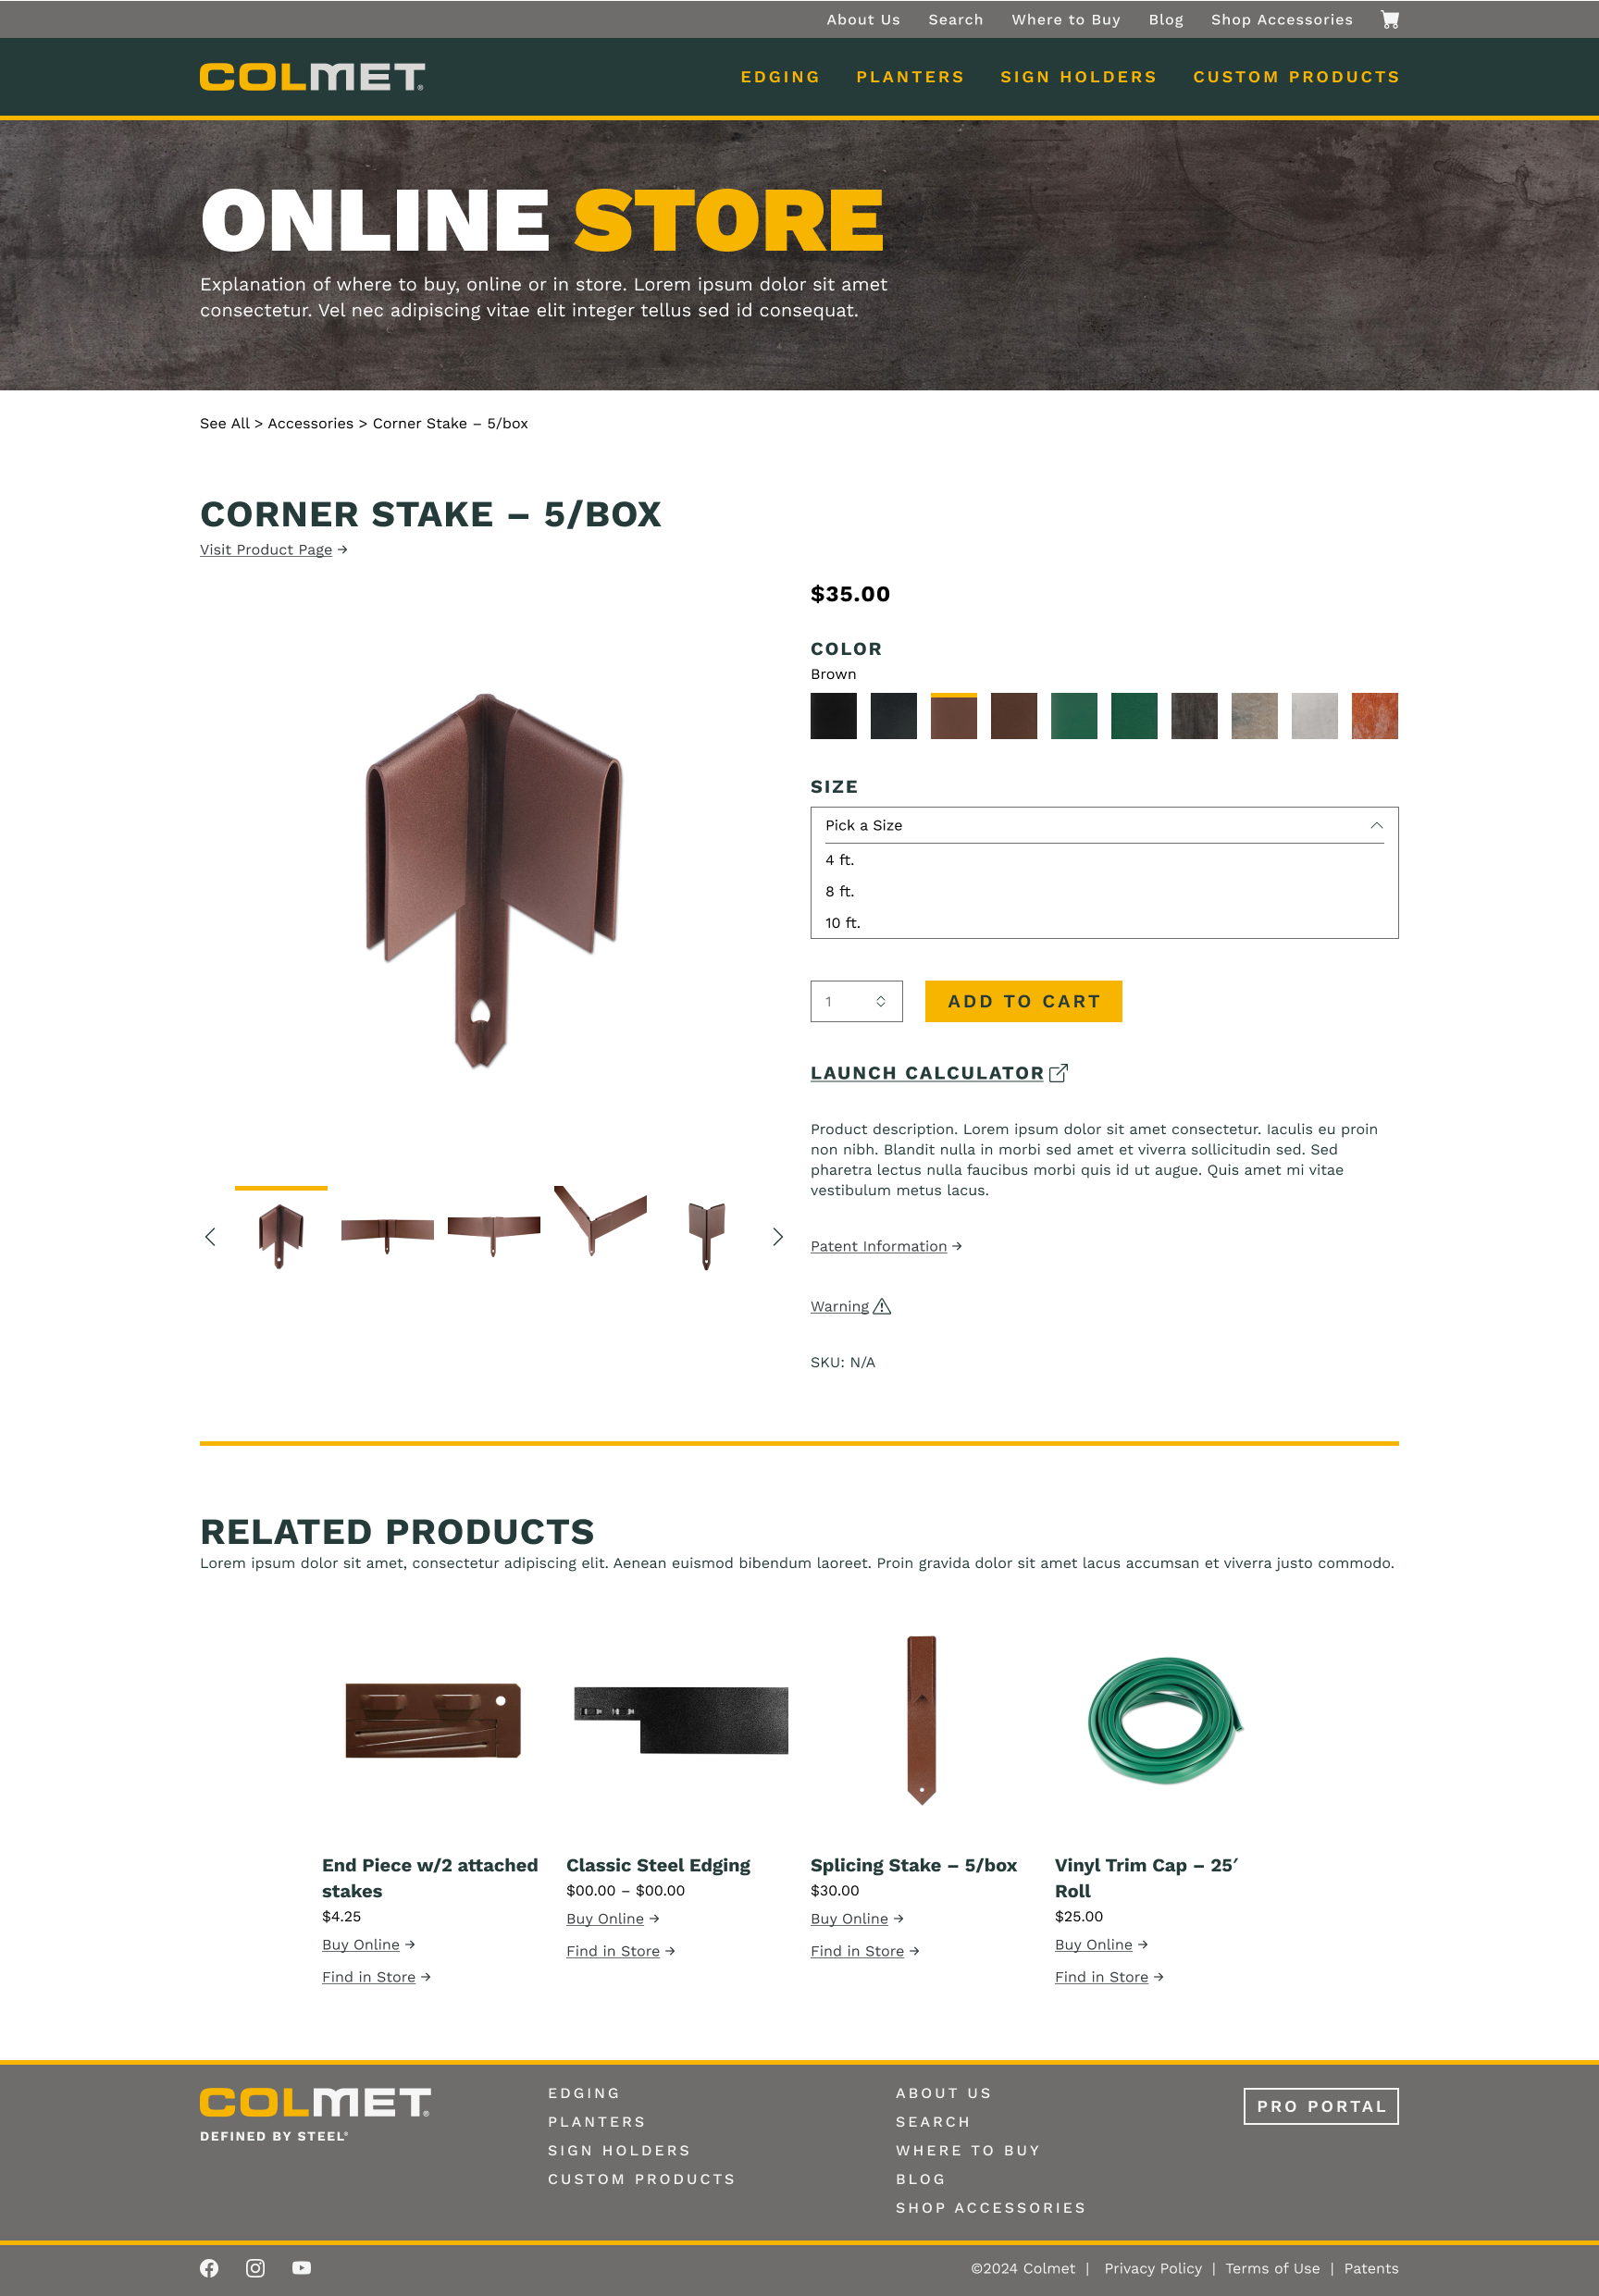 About Us Search Where to Buy Blog Shop Accessories
COLMET®
EDGING PLANTERS SIGN HOLDERS CUSTOM PRODUCTS
ONLINE STORE
Explanation of where to buy, online or in store. Lorem ipsum dolor sit amet
consectetur. Vel nec adipiscing vitae elit integer tellus sed id consequat.
See All > Accessories > Corner Stake – 5/box
CORNER STAKE – 5/BOX
Visit Product Page →
$35.00
COLOR
Brown
SIZE
Pick a Size
4 ft.
8 ft.
10 ft.
1
ADD TO CART
LAUNCH CALCULATOR
Product description. Lorem ipsum dolor sit amet consectetur. Iaculis eu proin
non nibh. Blandit nulla in morbi sed amet et viverra sollicitudin sed. Sed
pharetra lectus nulla faucibus morbi quis id ut augue. Quis amet mi vitae
vestibulum metus lacus.
Patent Information →
Warning
SKU: N/A
RELATED PRODUCTS
Lorem ipsum dolor sit amet, consectetur adipiscing elit. Aenean euismod bibendum laoreet. Proin gravida dolor sit amet lacus accumsan et viverra justo commodo.
End Piece w/2 attached
stakes
$4.25
Buy Online →
Find in Store →
Classic Steel Edging
$00.00 – $00.00
Buy Online →
Find in Store →
Splicing Stake – 5/box
$30.00
Buy Online →
Find in Store →
Vinyl Trim Cap – 25′
Roll
$25.00
Buy Online →
Find in Store →
COLMET®
DEFINED BY STEEL®
EDGING
PLANTERS
SIGN HOLDERS
CUSTOM PRODUCTS
ABOUT US
SEARCH
WHERE TO BUY
BLOG
SHOP ACCESSORIES
PRO PORTAL
©2024 Colmet | Privacy Policy | Terms of Use | Patents